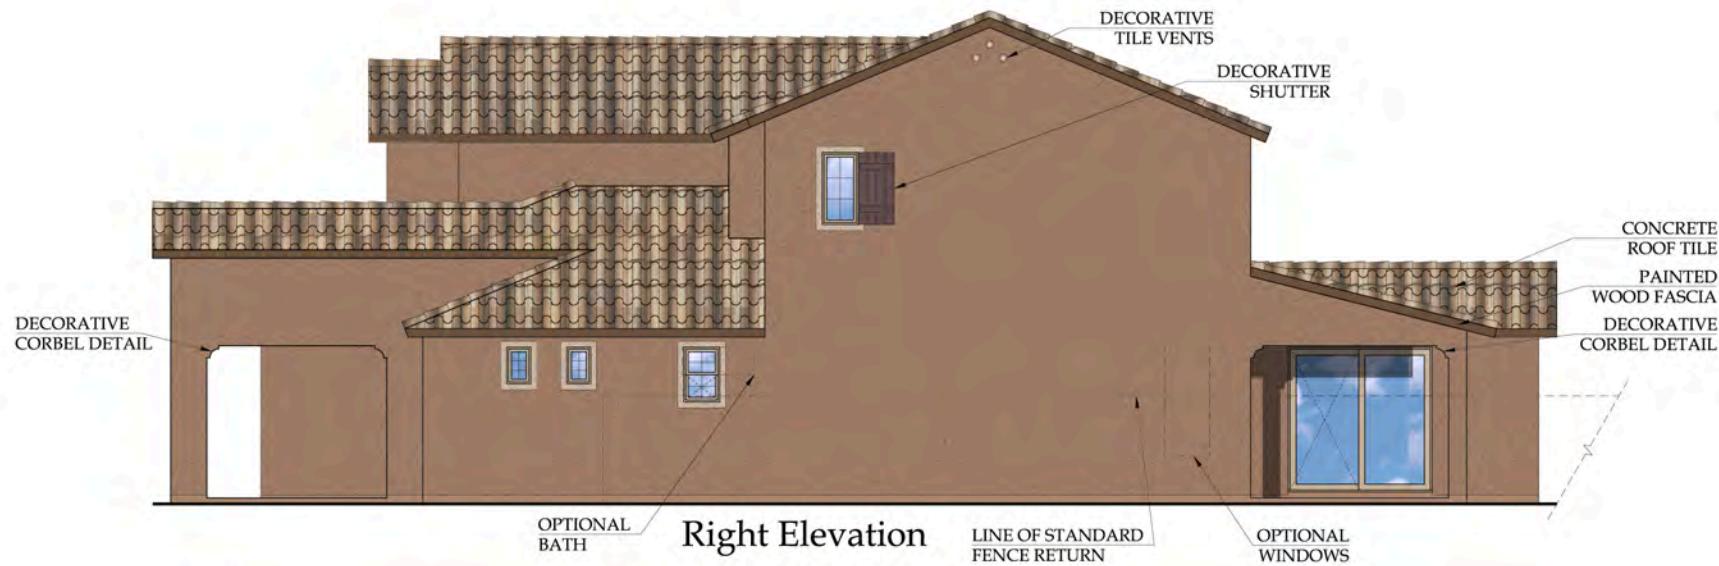 DECORATIVE
TILE VENTS
DECORATIVE
SHUTTER
CONCRETE
ROOF TILE
PAINTED
WOOD FASCIA
DECORATIVE
CORBEL DETAIL
DECORATIVE
CORBEL DETAIL
OPTIONAL
BATH
Right Elevation
LINE OF STANDARD
FENCE RETURN
OPTIONAL
WINDOWS